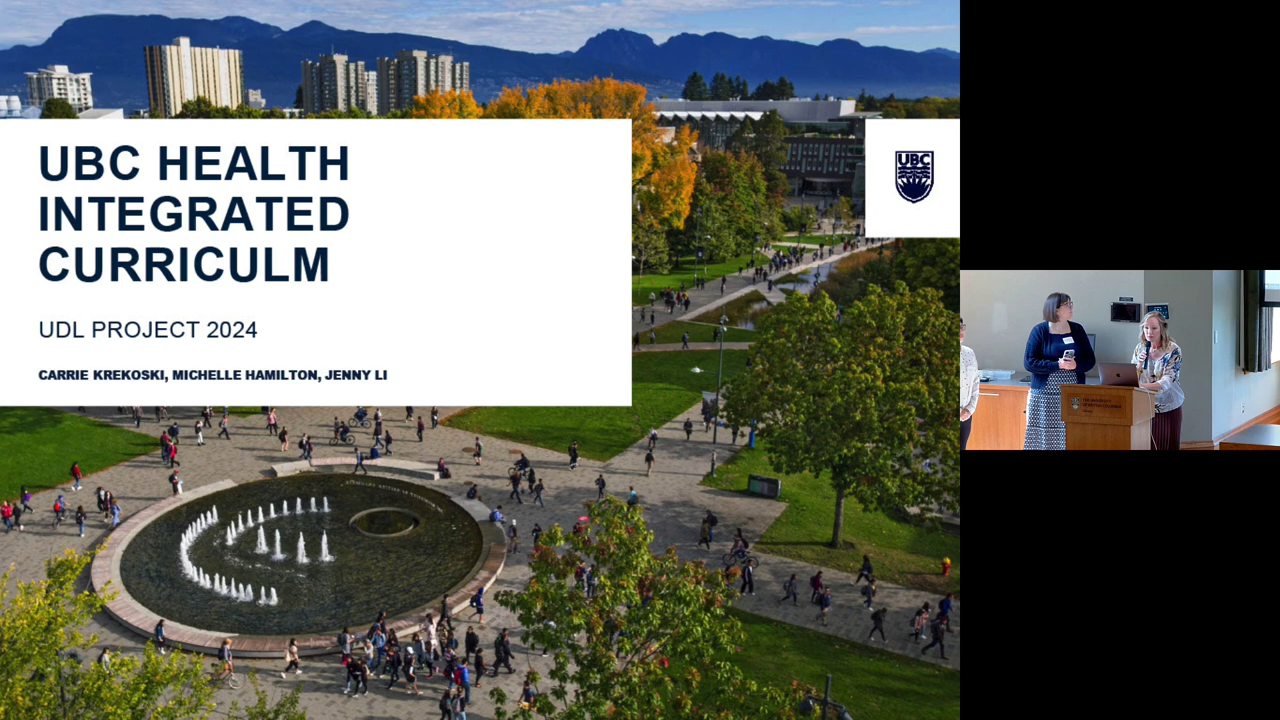 UBC HEALTH
INTEGRATED
CURRICULM
UDL PROJECT 2024
CARRIE KREKOSKI, MICHELLE HAMILTON, JENNY LI
UBC